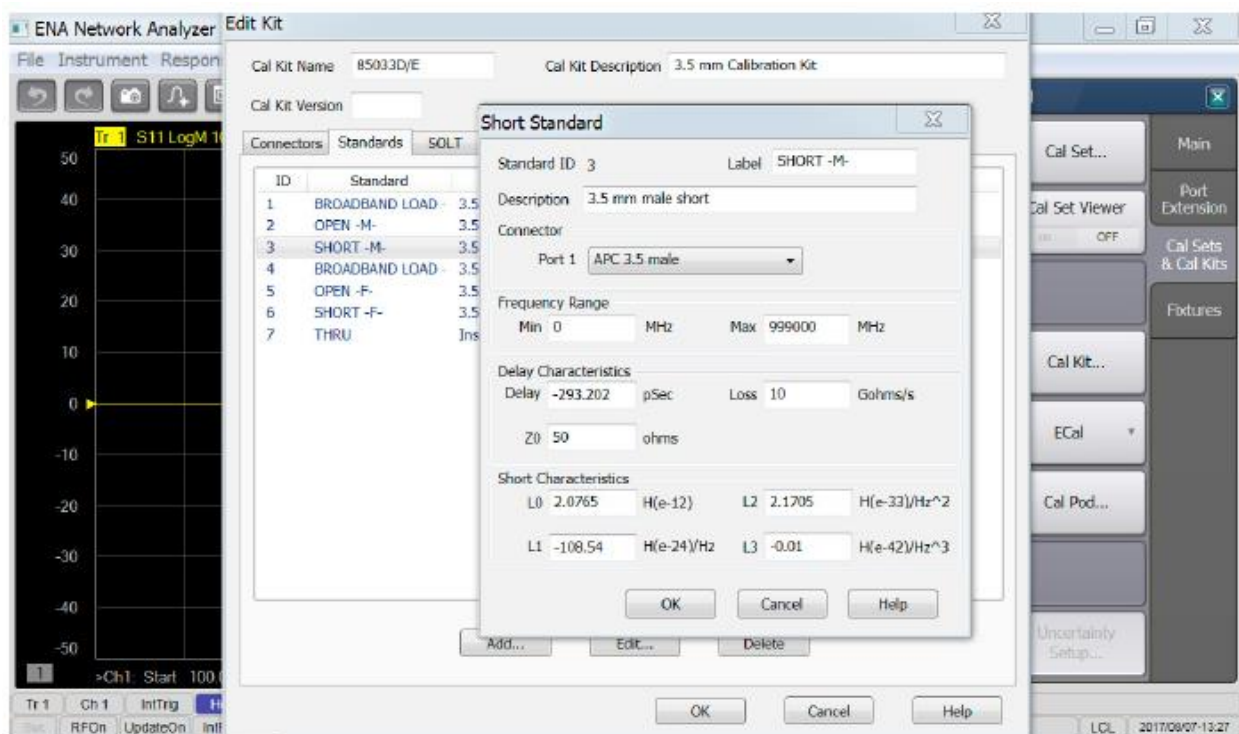 ENA Network Analyzer
Edit Kit
File Instrument Respon
Cal Kit Name 85033D/E Cal Kit Description 3.5 mm Calibration Kit
Cal Kit Version
Connectors Standards SOLT
ID Standard
1 BROADBAND LOAD - 3.5
2 OPEN -M- 3.5
3 SHORT -M- 3.5
4 BROADBAND LOAD - 3.5
5 OPEN -F- 3.5
6 SHORT -F- 3.5
7 THRU Ins
Add... Edit... Delete
OK Cancel Help
Short Standard
Standard ID 3 Label SHORT -M-
Description 3.5 mm male short
Connector
Port 1 APC 3.5 male
Frequency Range
Min 0 MHz Max 999000 MHz
Delay Characteristics
Delay -293.202 pSec Loss 10 Gohms/s
Z0 50 ohms
Short Characteristics
L0 2.0765 H(e-12) L2 2.1705 H(e-33)/Hz^2
L1 -108.54 H(e-24)/Hz L3 -0.01 H(e-42)/Hz^3
OK Cancel Help
Tr 1 S11 LogM 1
50
40
30
20
10
0
-10
-20
-30
-40
-50
1 >Ch1: Start 100.
Tr 1 Ch 1 IntTrig
RFOn UpdateOn
Cal Set...
Cal Set Viewer
OFF
Cal Kit...
ECal
Cal Pod...
Uncertainty
Setup...
Main
Port
Extension
Cal Sets
& Cal Kits
Fixtures
LCL 2017/08/07-13:27